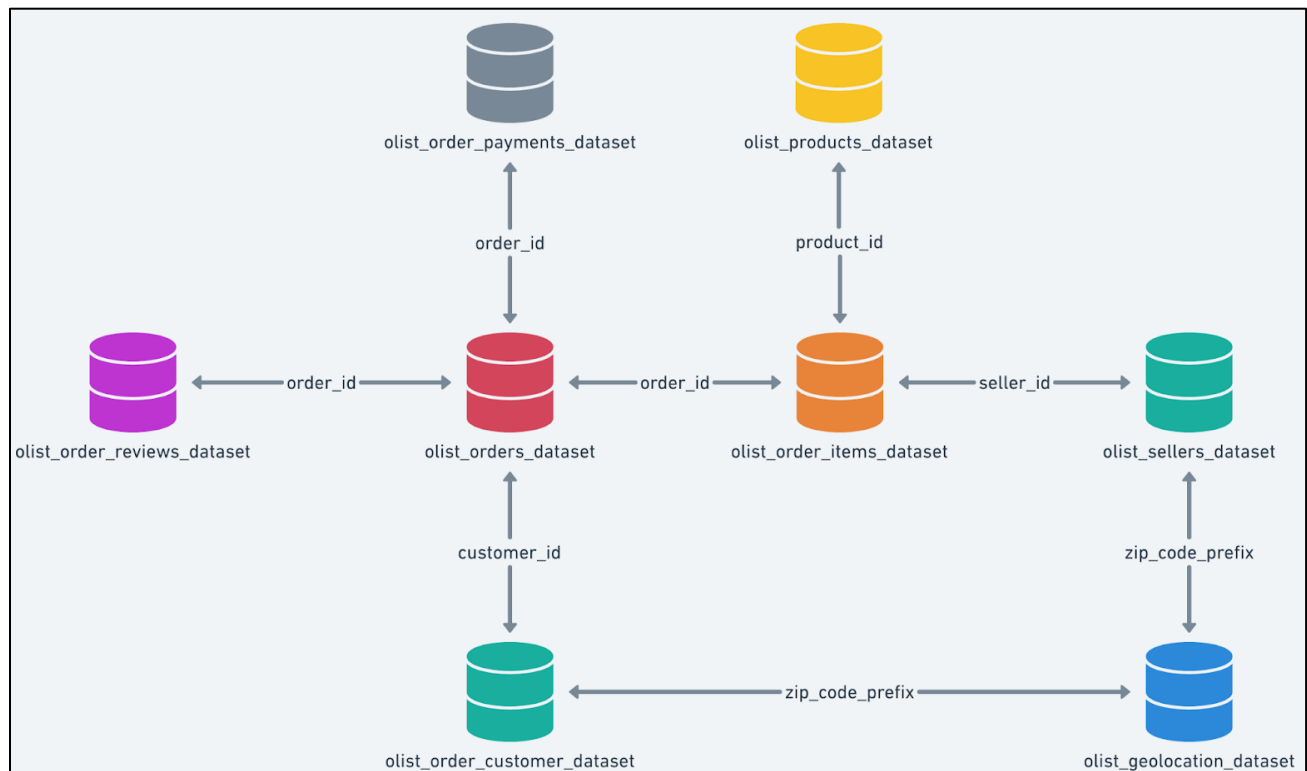 olist_order_payments_dataset
olist_products_dataset
order_id
product_id
order_id
order_id
seller_id
olist_order_reviews_dataset
olist_orders_dataset
olist_order_items_dataset
olist_sellers_dataset
customer_id
zip_code_prefix
zip_code_prefix
olist_order_customer_dataset
olist_geolocation_dataset